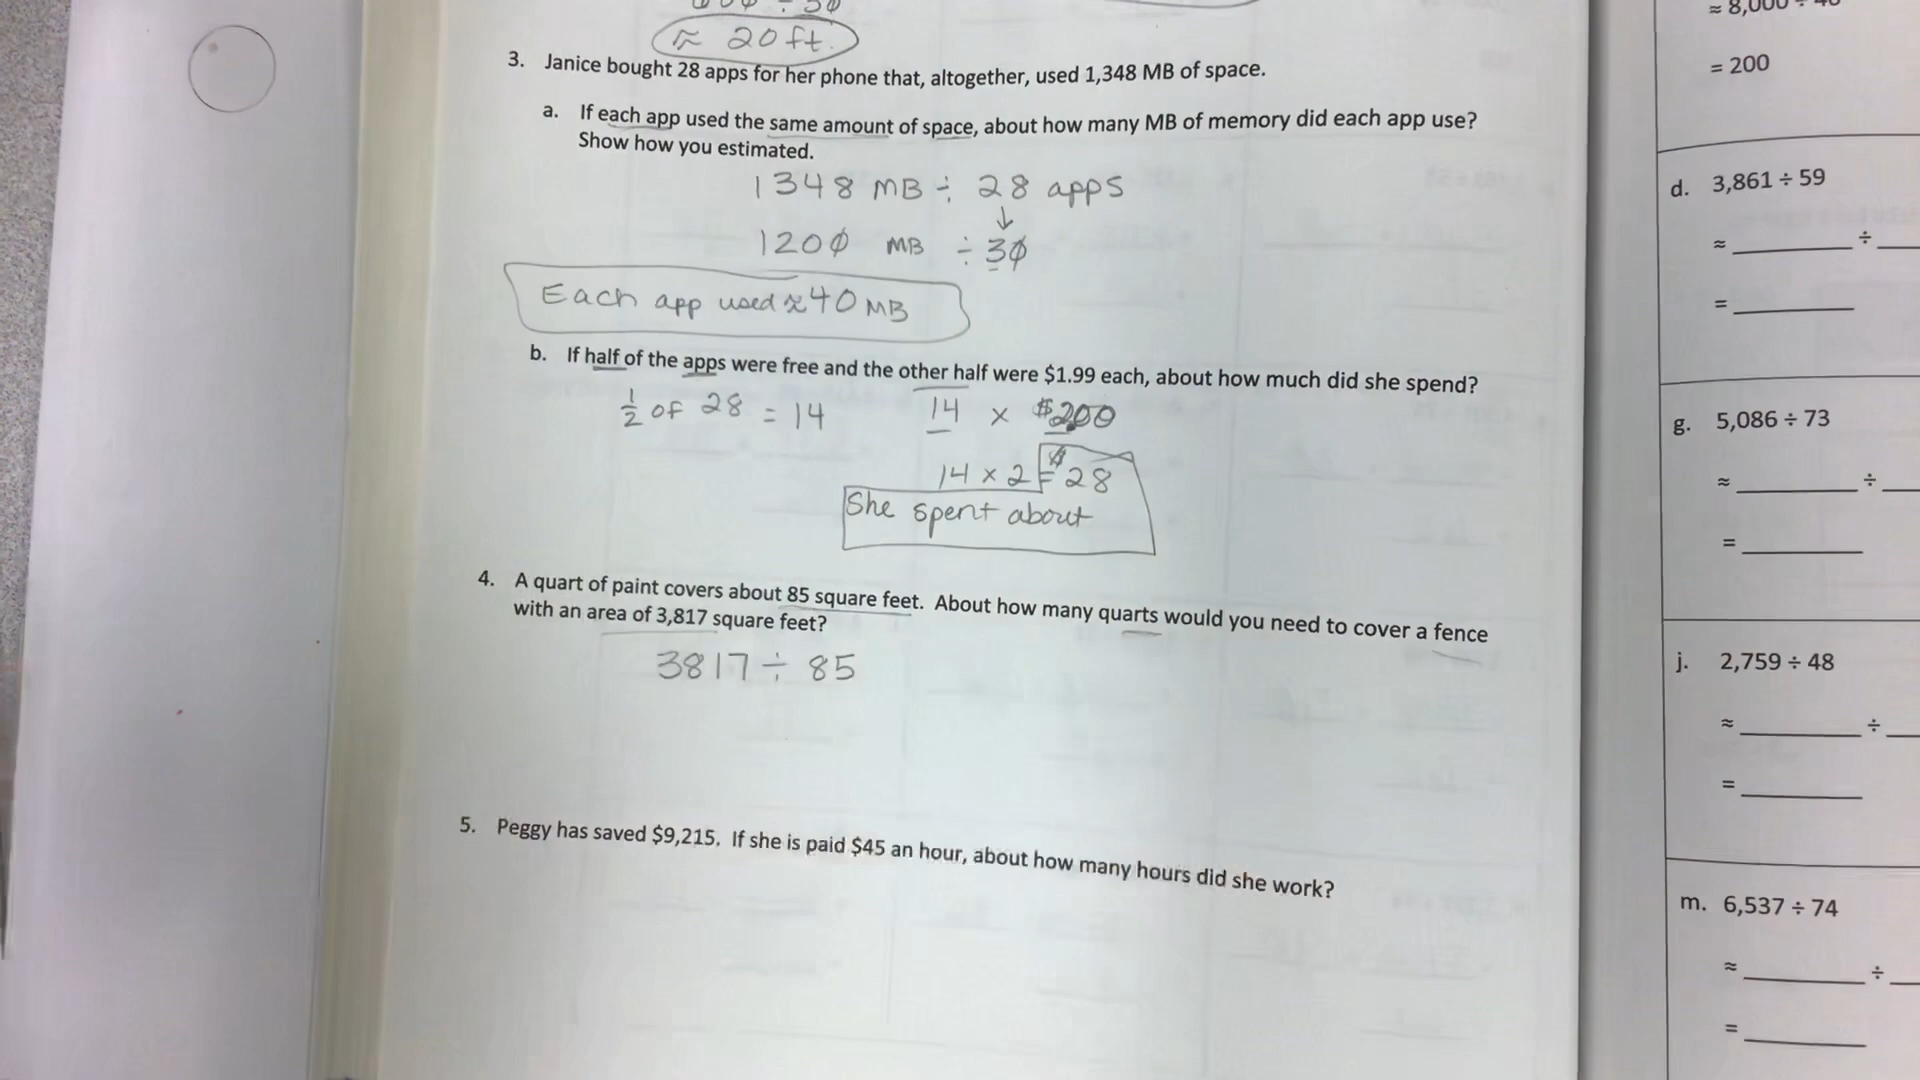 ≈ 20 ft.
3. Janice bought 28 apps for her phone that, altogether, used 1,348 MB of space.
a. If each app used the same amount of space, about how many MB of memory did each app use?
Show how you estimated.
1348 MB ÷ 28 apps
↓
1200 MB ÷ 30
Each app used ≈ 40 MB
b. If half of the apps were free and the other half were $1.99 each, about how much did she spend?
1/2 of 28 = 14
14 x $200
14 x 2 = $28
She spent about
4. A quart of paint covers about 85 square feet. About how many quarts would you need to cover a fence
with an area of 3,817 square feet?
3817 ÷ 85
5. Peggy has saved $9,215. If she is paid $45 an hour, about how many hours did she work?
= 200
d. 3,861 ÷ 59
≈ ÷
=
g. 5,086 ÷ 73
≈ ÷
=
j. 2,759 ÷ 48
≈ ÷
=
m. 6,537 ÷ 74
≈ ÷
=